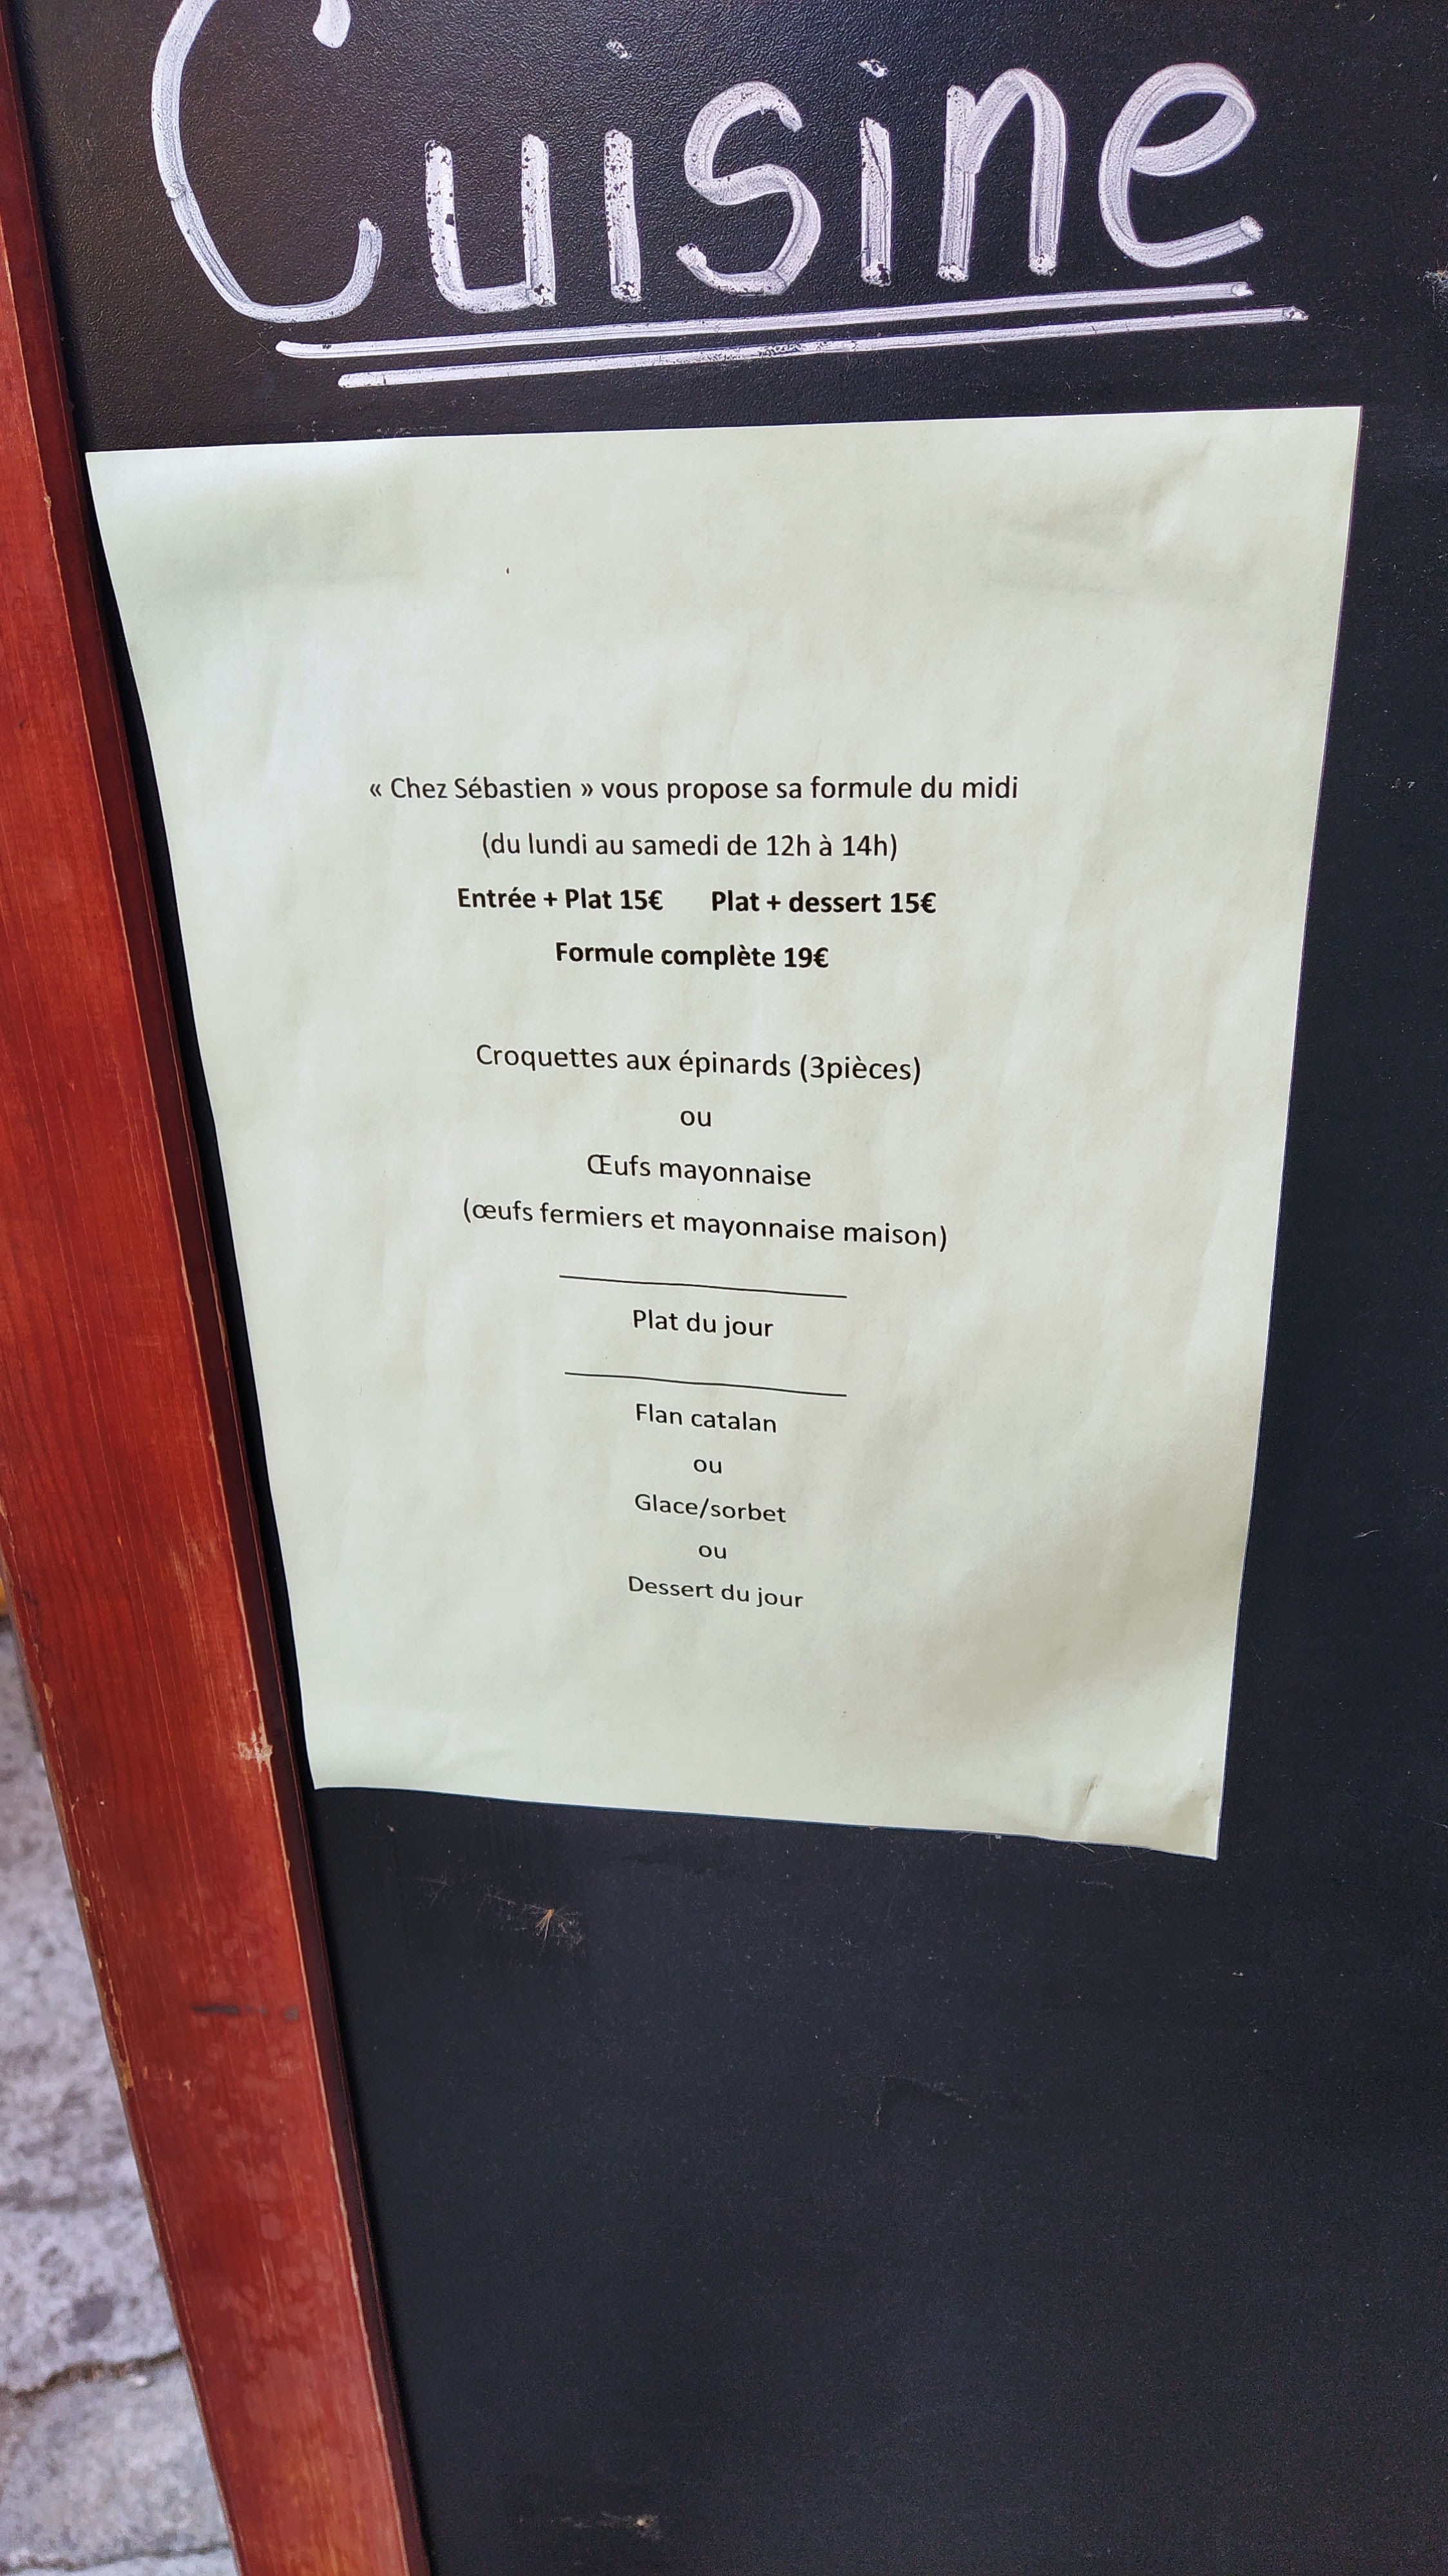 Cuisine
« Chez Sébastien » vous propose sa formule du midi
(du lundi au samedi de 12h à 14h)
Entrée + Plat 15€ Plat + dessert 15€
Formule complète 19€
Croquettes aux épinards (3pièces)
ou
Œufs mayonnaise
(œufs fermiers et mayonnaise maison)
Plat du jour
Flan catalan
ou
Glace/sorbet
ou
Dessert du jour